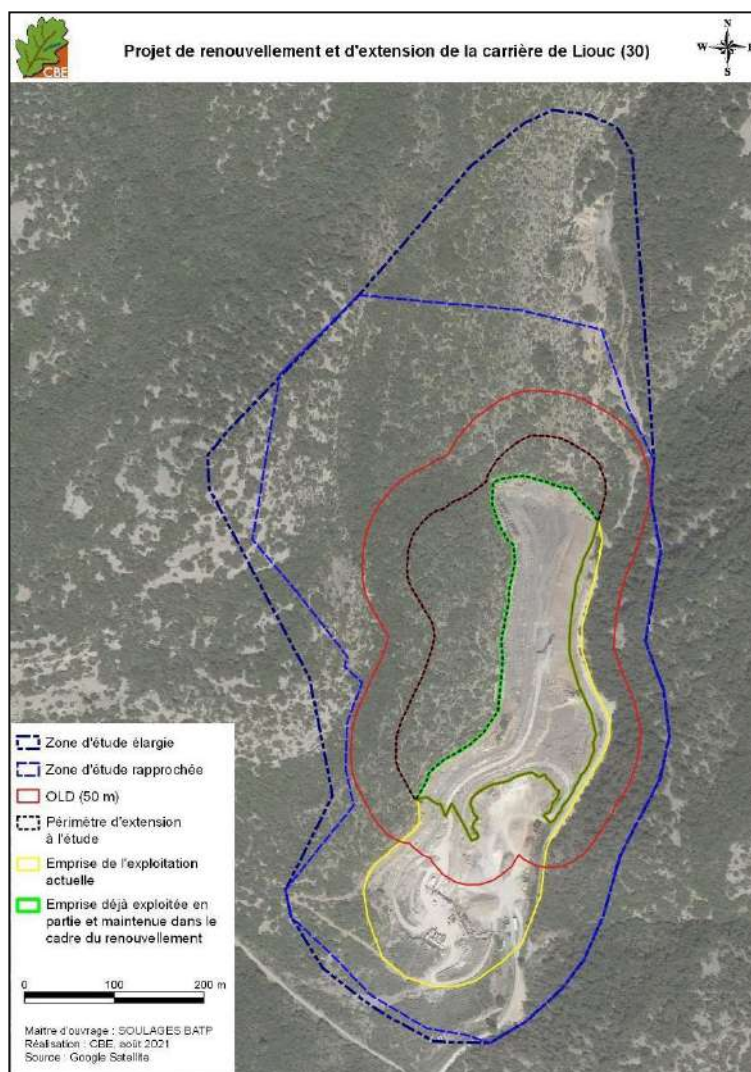 CBE
Projet de renouvellement et d'extension de la carrière de Liouc (30)
N
W
E
S
Zone d'étude élargie
Zone d'étude rapprochée
OLD (50 m)
Périmètre d'extension
à l'étude
Emprise de l'exploitation
actuelle
Emprise déjà exploitée en
partie et maintenue dans le
cadre du renouvellement
0 100 200 m
Maitre d'ouvrage : SOULAGES BATP
Réalisation : CBE, août 2021
Source : Google Satellite